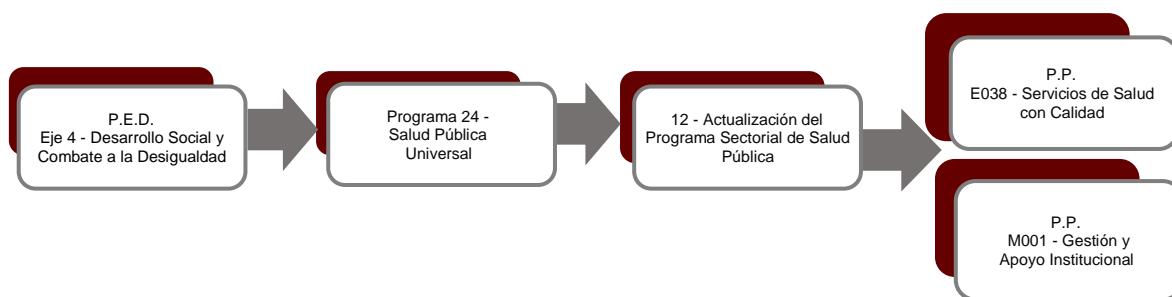 P.E.D.
Eje 4 - Desarrollo Social y
Combate a la Desigualdad
Programa 24 -
Salud Pública
Universal
12 - Actualización del
Programa Sectorial de Salud
Pública
P.P.
E038 - Servicios de Salud
con Calidad
P.P.
M001 - Gestión y
Apoyo Institucional